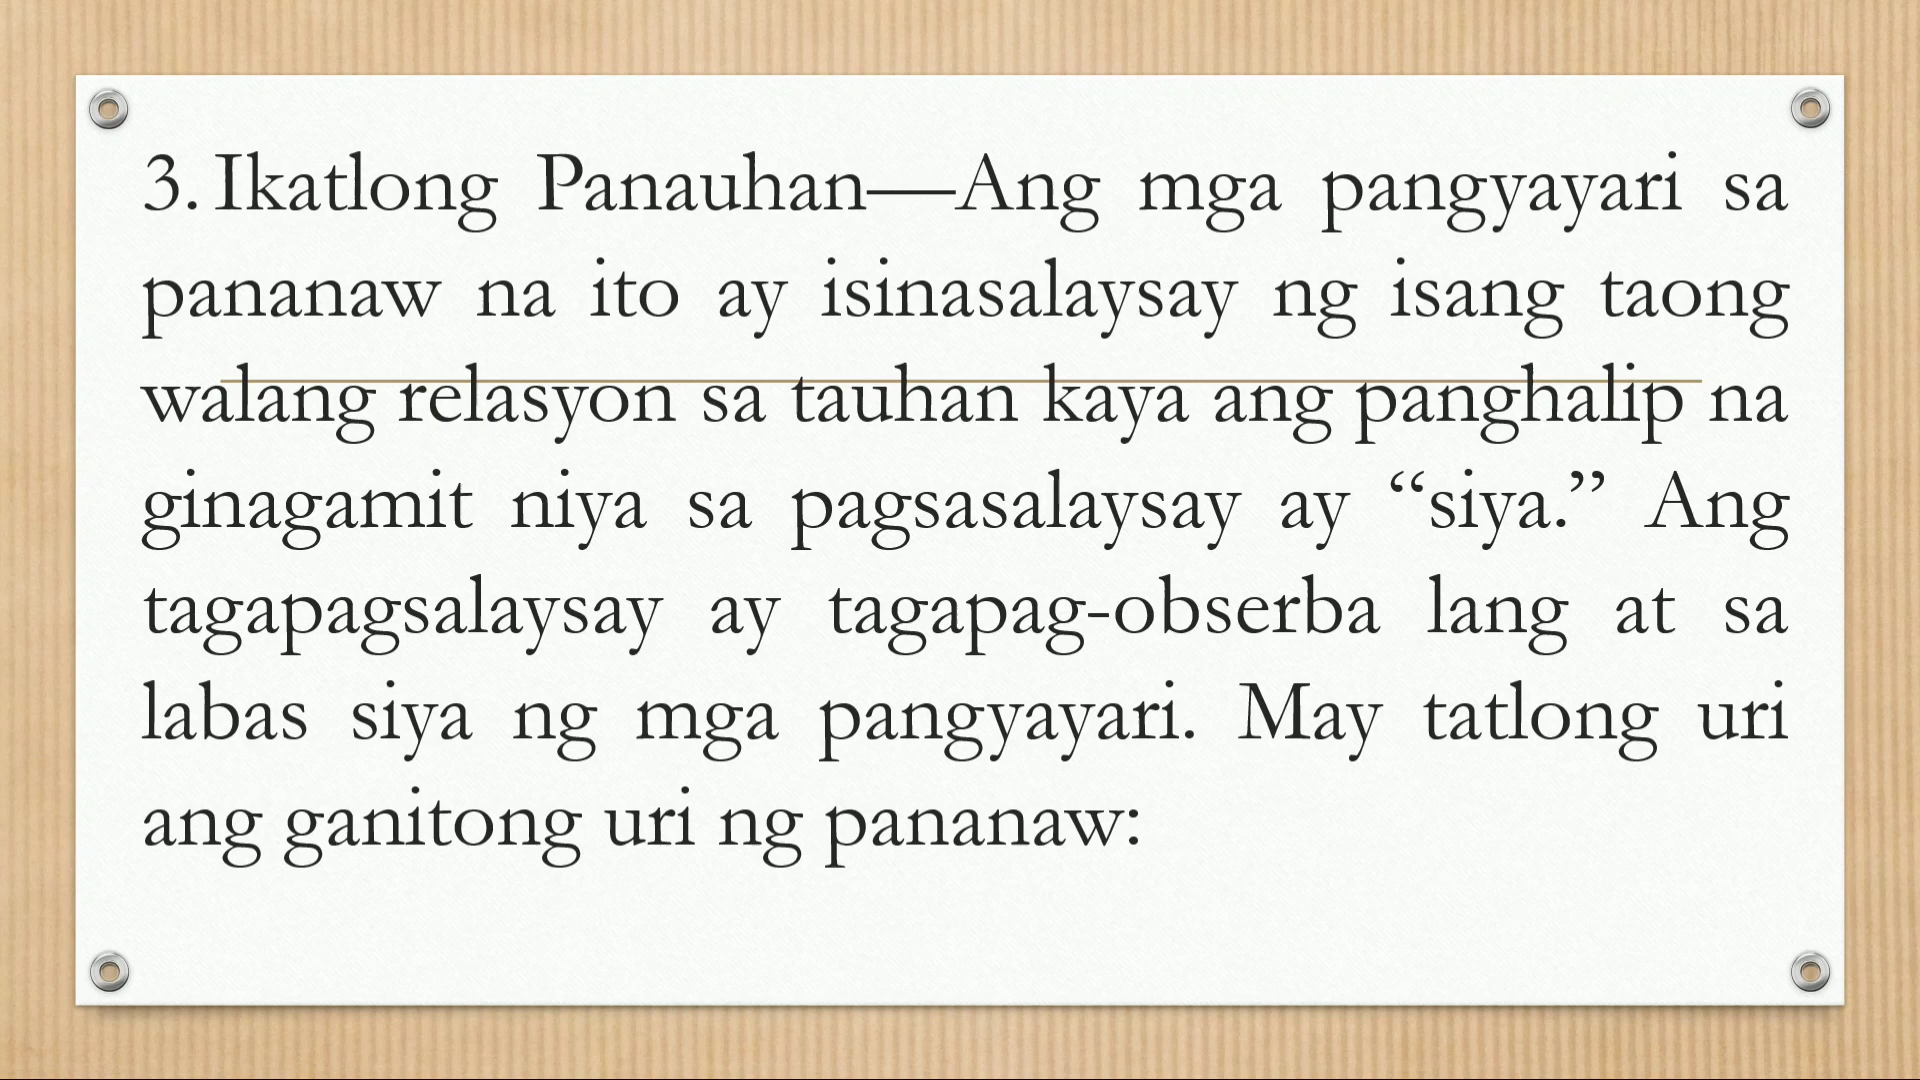 3. Ikatlong Panauhan—Ang mga pangyayari sa
pananaw na ito ay isinasalaysay ng isang taong
walang relasyon sa tauhan kaya ang panghalip na
ginagamit niya sa pagsasalaysay ay “siya.” Ang
tagapagsalaysay ay tagapag-obserba lang at sa
labas siya ng mga pangyayari. May tatlong uri
ang ganitong uri ng pananaw: